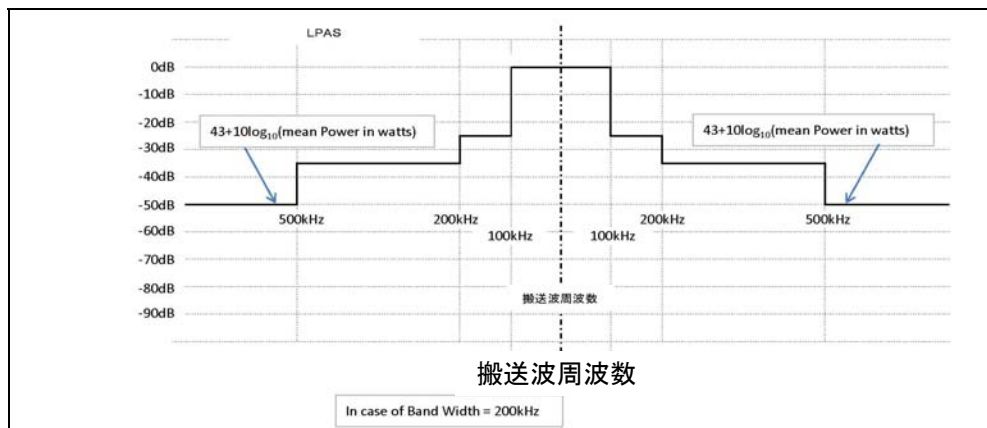 LPAS
0dB
-10dB
-20dB
43+10log₁₀(mean Power in watts)
43+10log₁₀(mean Power in watts)
-30dB
-40dB
-50dB
500kHz
200kHz
200kHz
500kHz
-60dB
100kHz
100kHz
-70dB
-80dB
搬送波周波数
-90dB
搬送波周波数
In case of Band Width = 200kHz